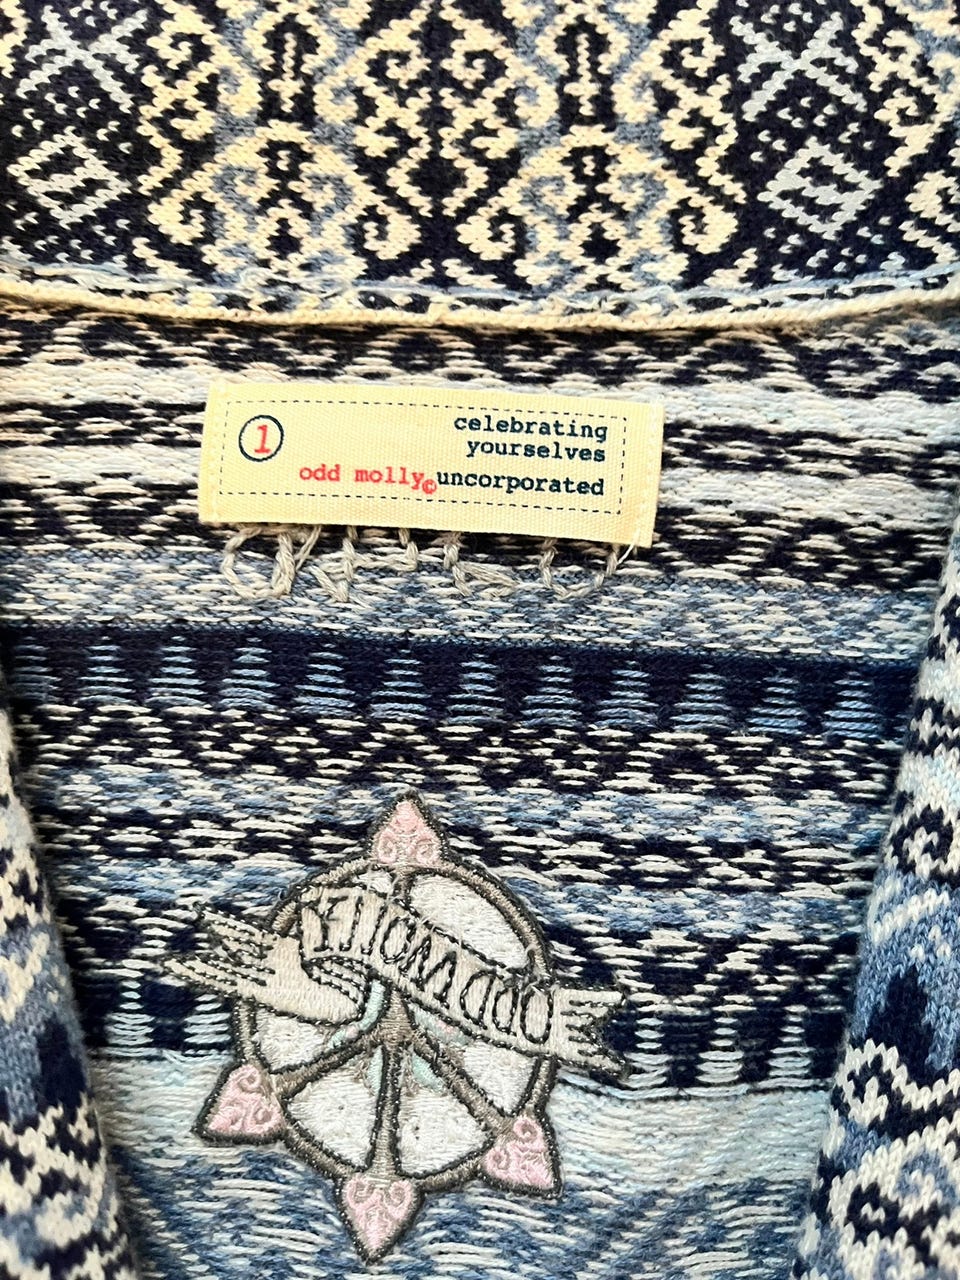 1
celebrating
yourselves
odd molly©uncorporated
ODD MOLLY